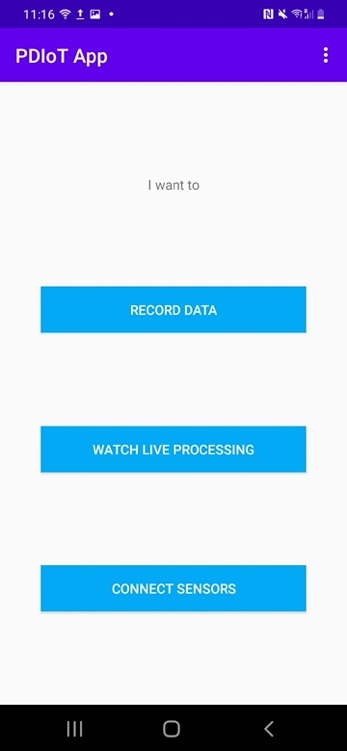 11:16
PDIoT App
I want to
RECORD DATA
WATCH LIVE PROCESSING
CONNECT SENSORS